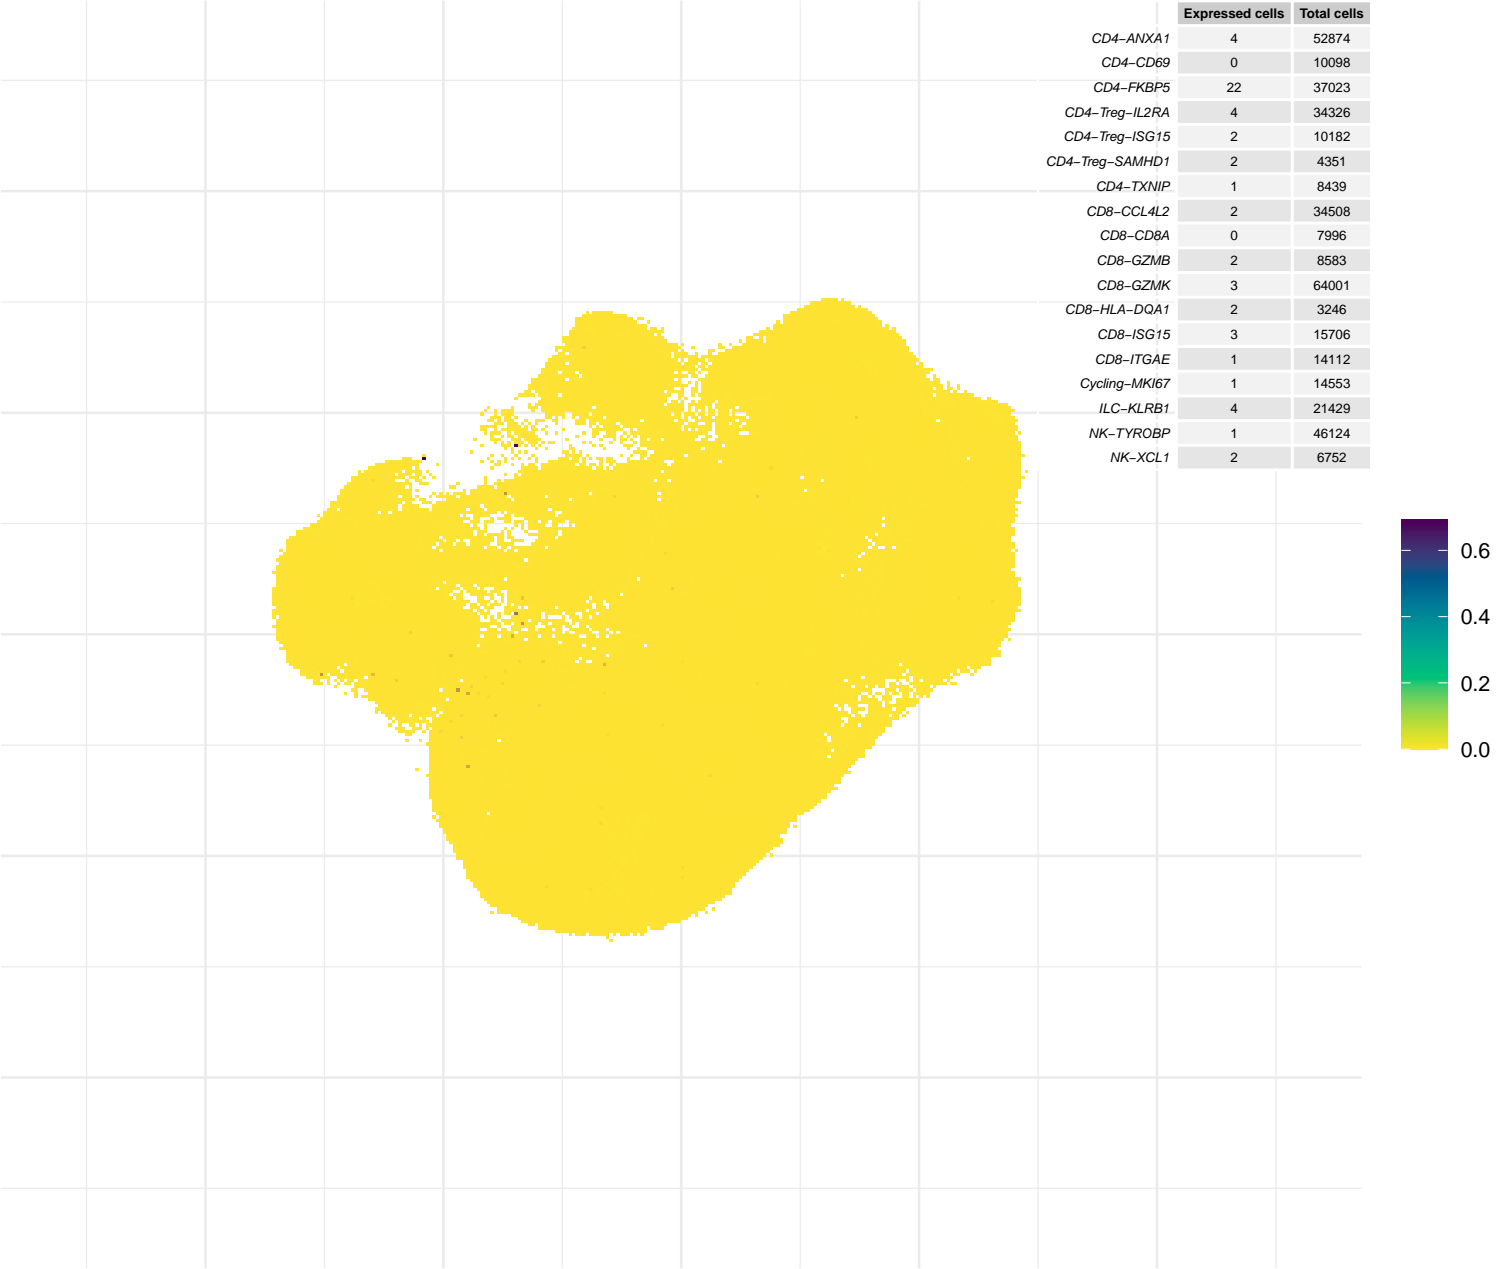 Expressed cells Total cells
CD4−ANXA1 4 52874
CD4−CD69 0 10098
CD4−FKBP5 22 37023
CD4−Treg−IL2RA 4 34326
CD4−Treg−ISG15 2 10182
CD4−Treg−SAMHD1 2 4351
CD4−TXNIP 1 8439
CD8−CCL4L2 2 34508
CD8−CD8A 0 7996
CD8−GZMB 2 8583
CD8−GZMK 3 64001
CD8−HLA−DQA1 2 3246
CD8−ISG15 3 15706
CD8−ITGAE 1 14112
Cycling−MKI67 1 14553
ILC−KLRB1 4 21429
NK−TYROBP 1 46124
NK−XCL1 2 6752
0.6
0.4
0.2
0.0